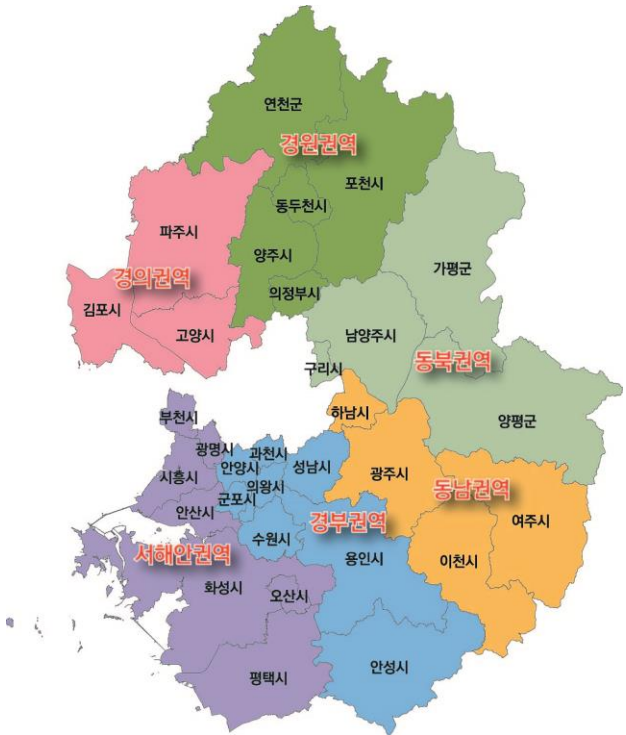 연천군
경원권역
포천시
동두천시
파주시
양주시
가평군
경의권역
의정부시
김포시
고양시
남양주시
구리시
동북권역
하남시
양평군
부천시
광명시
과천시
안양시
성남시
시흥시
광주시
의왕시
군포시
동남권역
안산시
경부권역
여주시
수원시
서해안권역
용인시
이천시
화성시
오산시
안성시
평택시